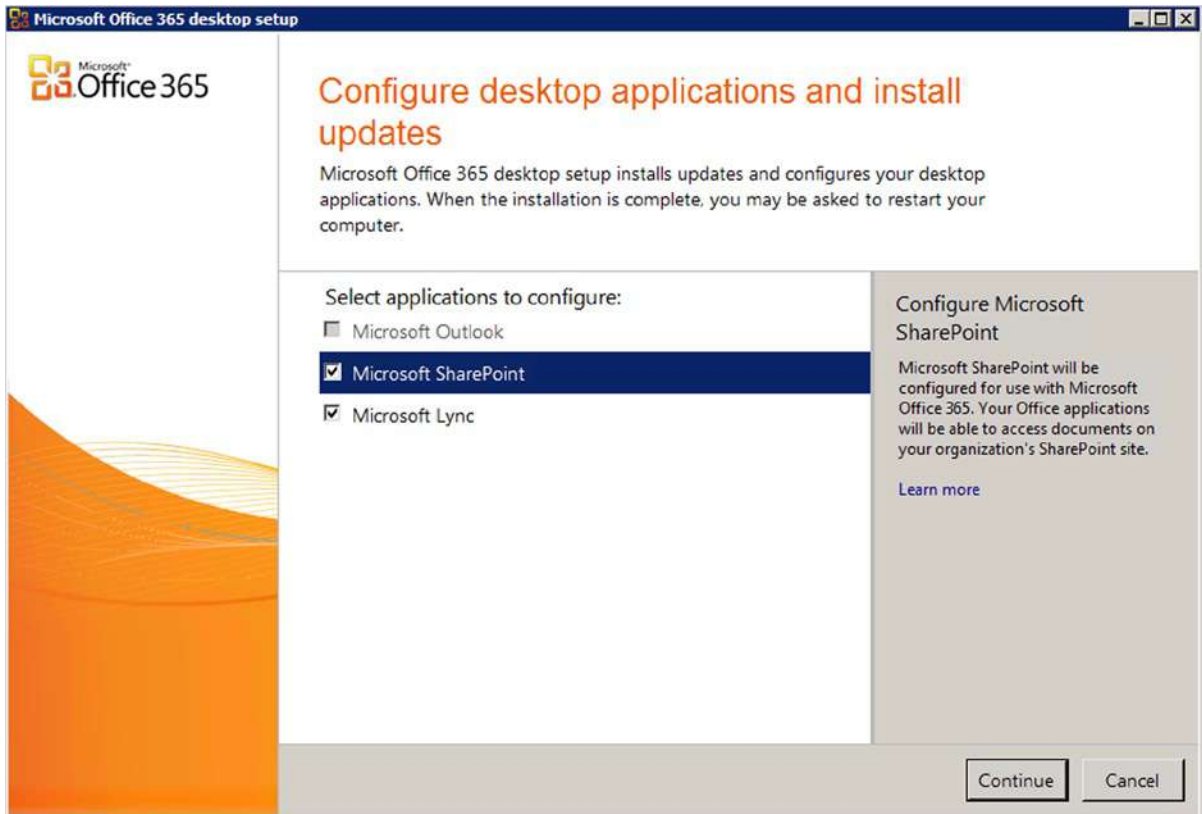 Microsoft Office 365 desktop setup
Microsoft
Office 365
Configure desktop applications and install
updates
Microsoft Office 365 desktop setup installs updates and configures your desktop
applications. When the installation is complete, you may be asked to restart your
computer.
Select applications to configure:
Microsoft Outlook
Microsoft SharePoint
Microsoft Lync
Configure Microsoft
SharePoint
Microsoft SharePoint will be
configured for use with Microsoft
Office 365. Your Office applications
will be able to access documents on
your organization's SharePoint site.
Learn more
Continue
Cancel